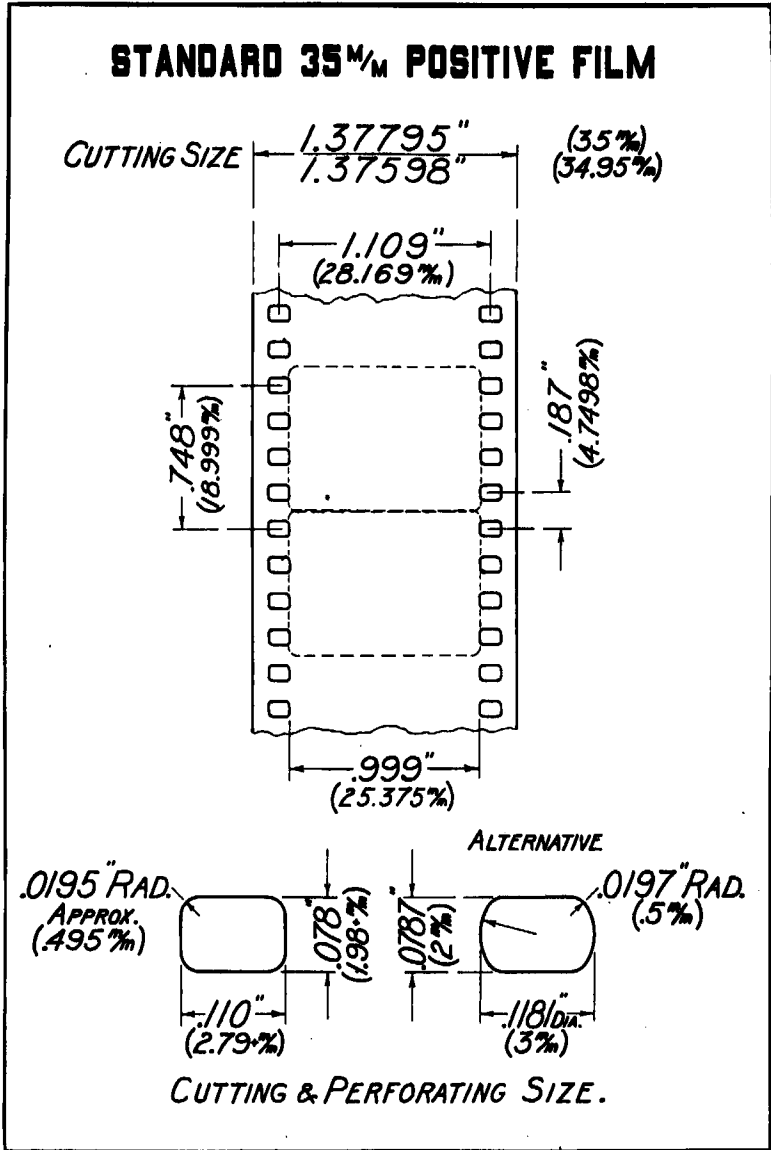 STANDARD 35 M/M POSITIVE FILM
CUTTING SIZE
1.37795"
1.37598"
(35 m/m)
(34.95 m/m)
1.109"
(28.169 m/m)
.748"
(18.999 m/m)
.187"
(4.7498 m/m)
.999"
(25.375 m/m)
ALTERNATIVE
.0195" RAD.
APPROX.
(.495 m/m)
.078"
(1.98+ m/m)
.0787"
(2 m/m)
.0197" RAD.
(.5 m/m)
.110"
(2.79+ m/m)
.1181" DIA.
(3 m/m)
CUTTING & PERFORATING SIZE.